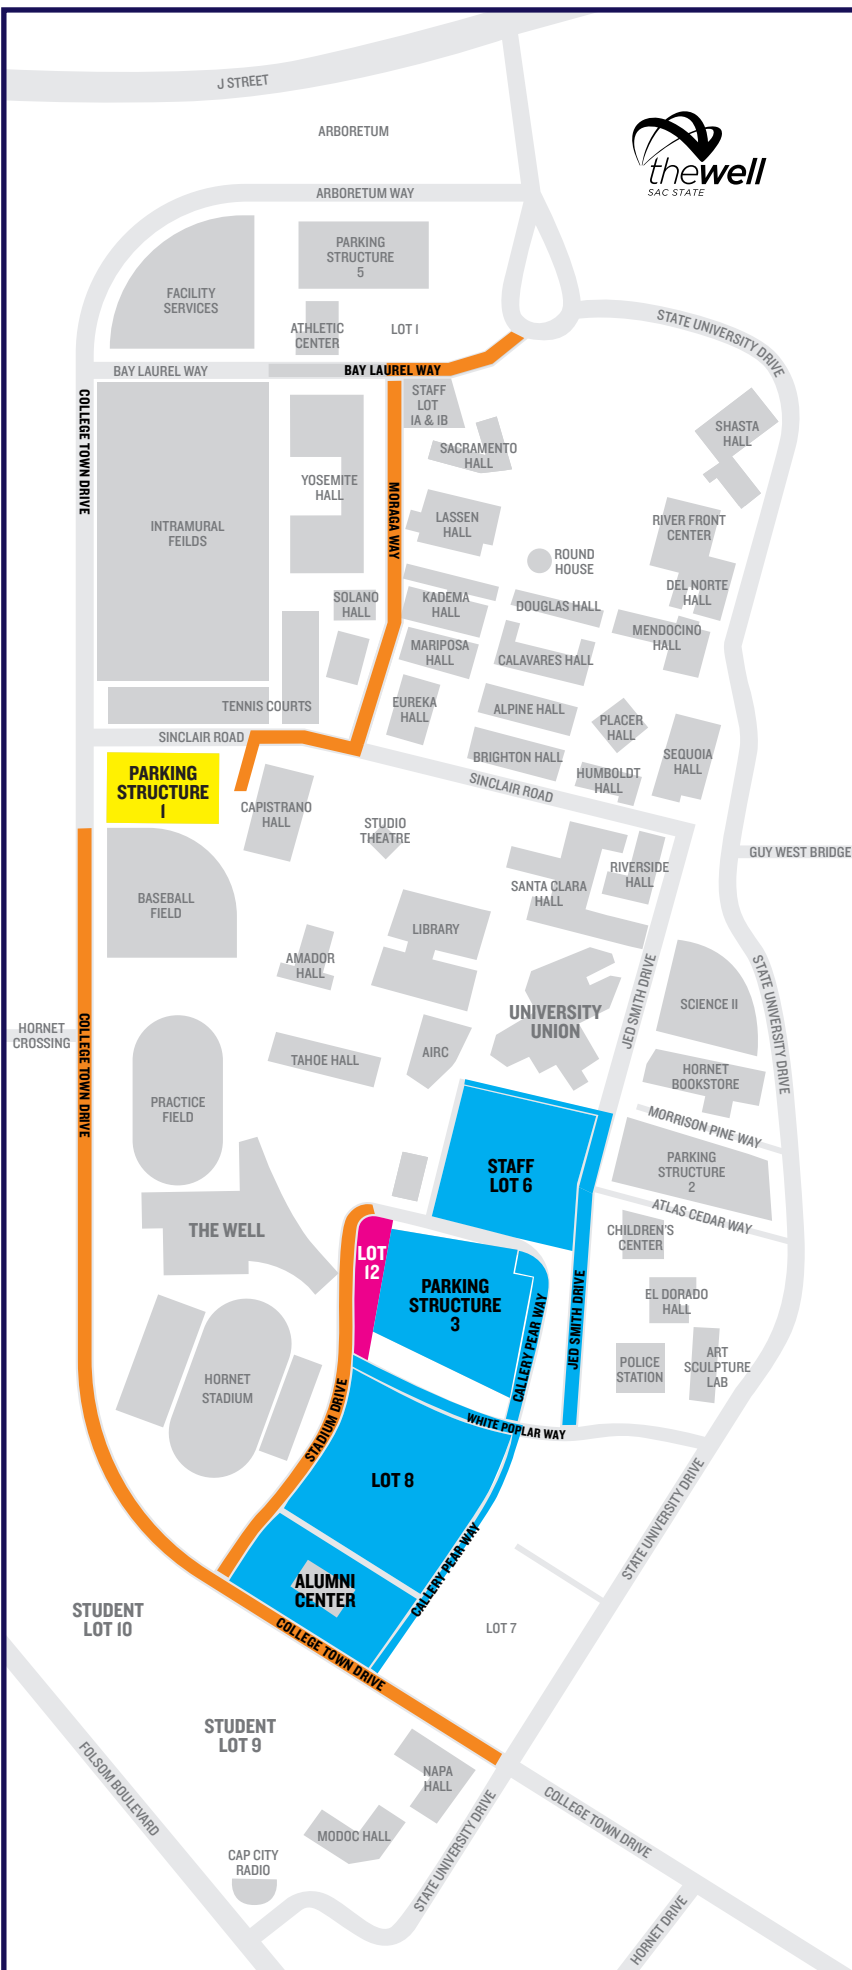 J STREET
ARBORETUM
thewell
SAC STATE
ARBORETUM WAY
PARKING
STRUCTURE
5
FACILITY
SERVICES
ATHLETIC
CENTER
LOT I
STATE UNIVERSITY DRIVE
BAY LAUREL WAY
BAY LAUREL WAY
COLLEGE TOWN DRIVE
STAFF
LOT
IA & IB
SHASTA
HALL
SACRAMENTO
HALL
YOSEMITE
HALL
MORAGA WAY
INTRAMURAL
FEILDS
LASSEN
HALL
RIVER FRONT
CENTER
ROUND
HOUSE
DEL NORTE
HALL
SOLANO
HALL
KADEMA
HALL
DOUGLAS HALL
MENDOCINO
HALL
MARIPOSA
HALL
CALAVARES HALL
TENNIS COURTS
EUREKA
HALL
ALPINE HALL
PLACER
HALL
SINCLAIR ROAD
BRIGHTON HALL
SEQUOIA
HALL
HUMBOLDT
HALL
SINCLAIR ROAD
PARKING
STRUCTURE
1
CAPISTRANO
HALL
STUDIO
THEATRE
GUY WEST BRIDGE
RIVERSIDE
HALL
SANTA CLARA
HALL
BASEBALL
FIELD
LIBRARY
AMADOR
HALL
JED SMITH DRIVE
STATE UNIVERSITY DRIVE
SCIENCE II
UNIVERSITY
UNION
HORNET
CROSSING
COLLEGE TOWN DRIVE
TAHOE HALL
AIRC
HORNET
BOOKSTORE
PRACTICE
FIELD
MORRISON PINE WAY
STAFF
LOT 6
PARKING
STRUCTURE
2
ATLAS CEDAR WAY
THE WELL
CHILDREN'S
CENTER
LOT
12
PARKING
STRUCTURE
3
CALLERY PEAR WAY
JED SMITH DRIVE
EL DORADO
HALL
POLICE
STATION
ART
SCULPTURE
LAB
HORNET
STADIUM
STADIUM DRIVE
WHITE POPLAR WAY
LOT 8
STATE UNIVERSITY DRIVE
CALLERY PEAR WAY
ALUMNI
CENTER
STUDENT
LOT 10
LOT 7
COLLEGE TOWN DRIVE
STUDENT
LOT 9
FOLSOM BOULEVARD
NAPA
HALL
MODOC HALL
STATE UNIVERSITY DRIVE
COLLEGE TOWN DRIVE
CAP CITY
RADIO
HORNET DRIVE